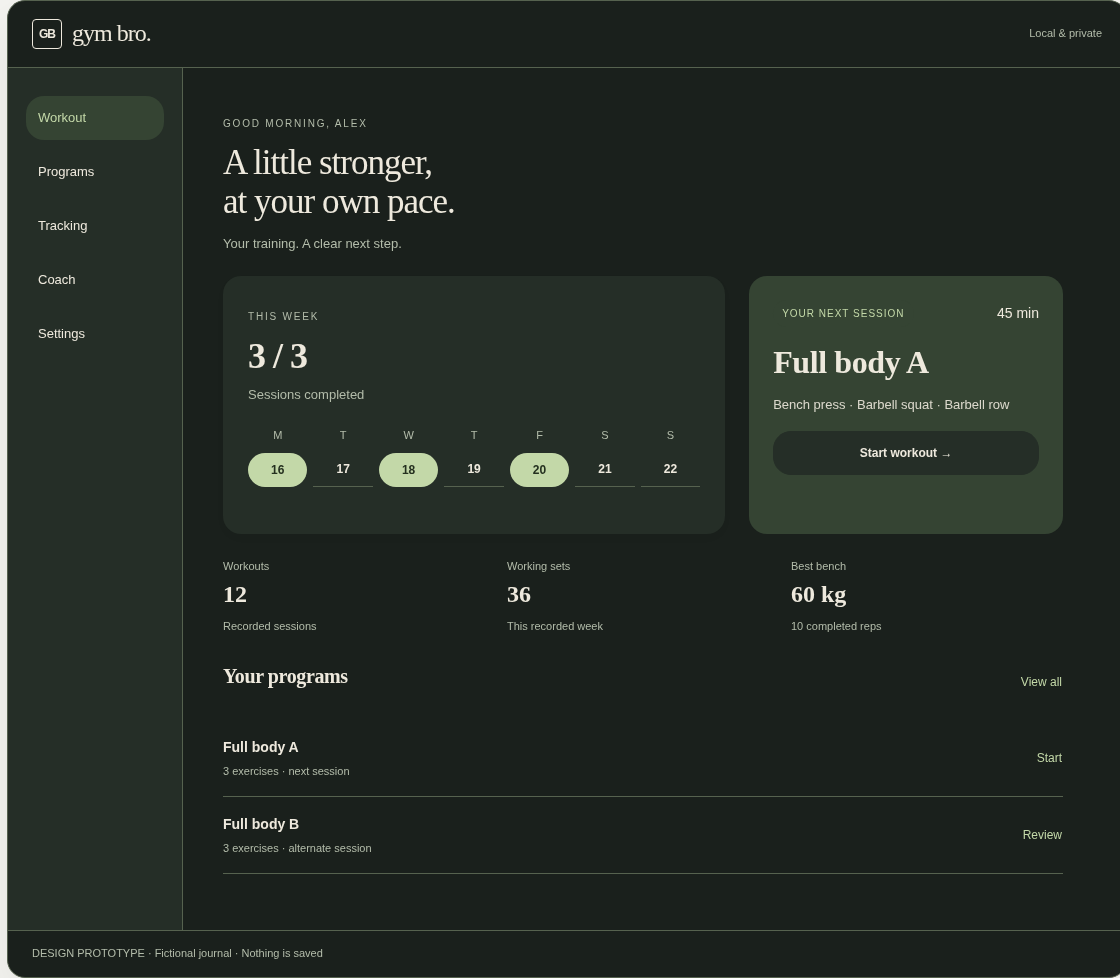 GB gym bro.
Local & private
Workout
Programs
Tracking
Coach
Settings
GOOD MORNING, ALEX
A little stronger,
at your own pace.
Your training. A clear next step.
THIS WEEK
3 / 3
Sessions completed
M T W T F S S
16 17 18 19 20 21 22
YOUR NEXT SESSION 45 min
Full body A
Bench press · Barbell squat · Barbell row
Start workout →
Workouts
12
Recorded sessions
Working sets
36
This recorded week
Best bench
60 kg
10 completed reps
Your programs
View all
Full body A
3 exercises · next session
Start
Full body B
3 exercises · alternate session
Review
DESIGN PROTOTYPE · Fictional journal · Nothing is saved